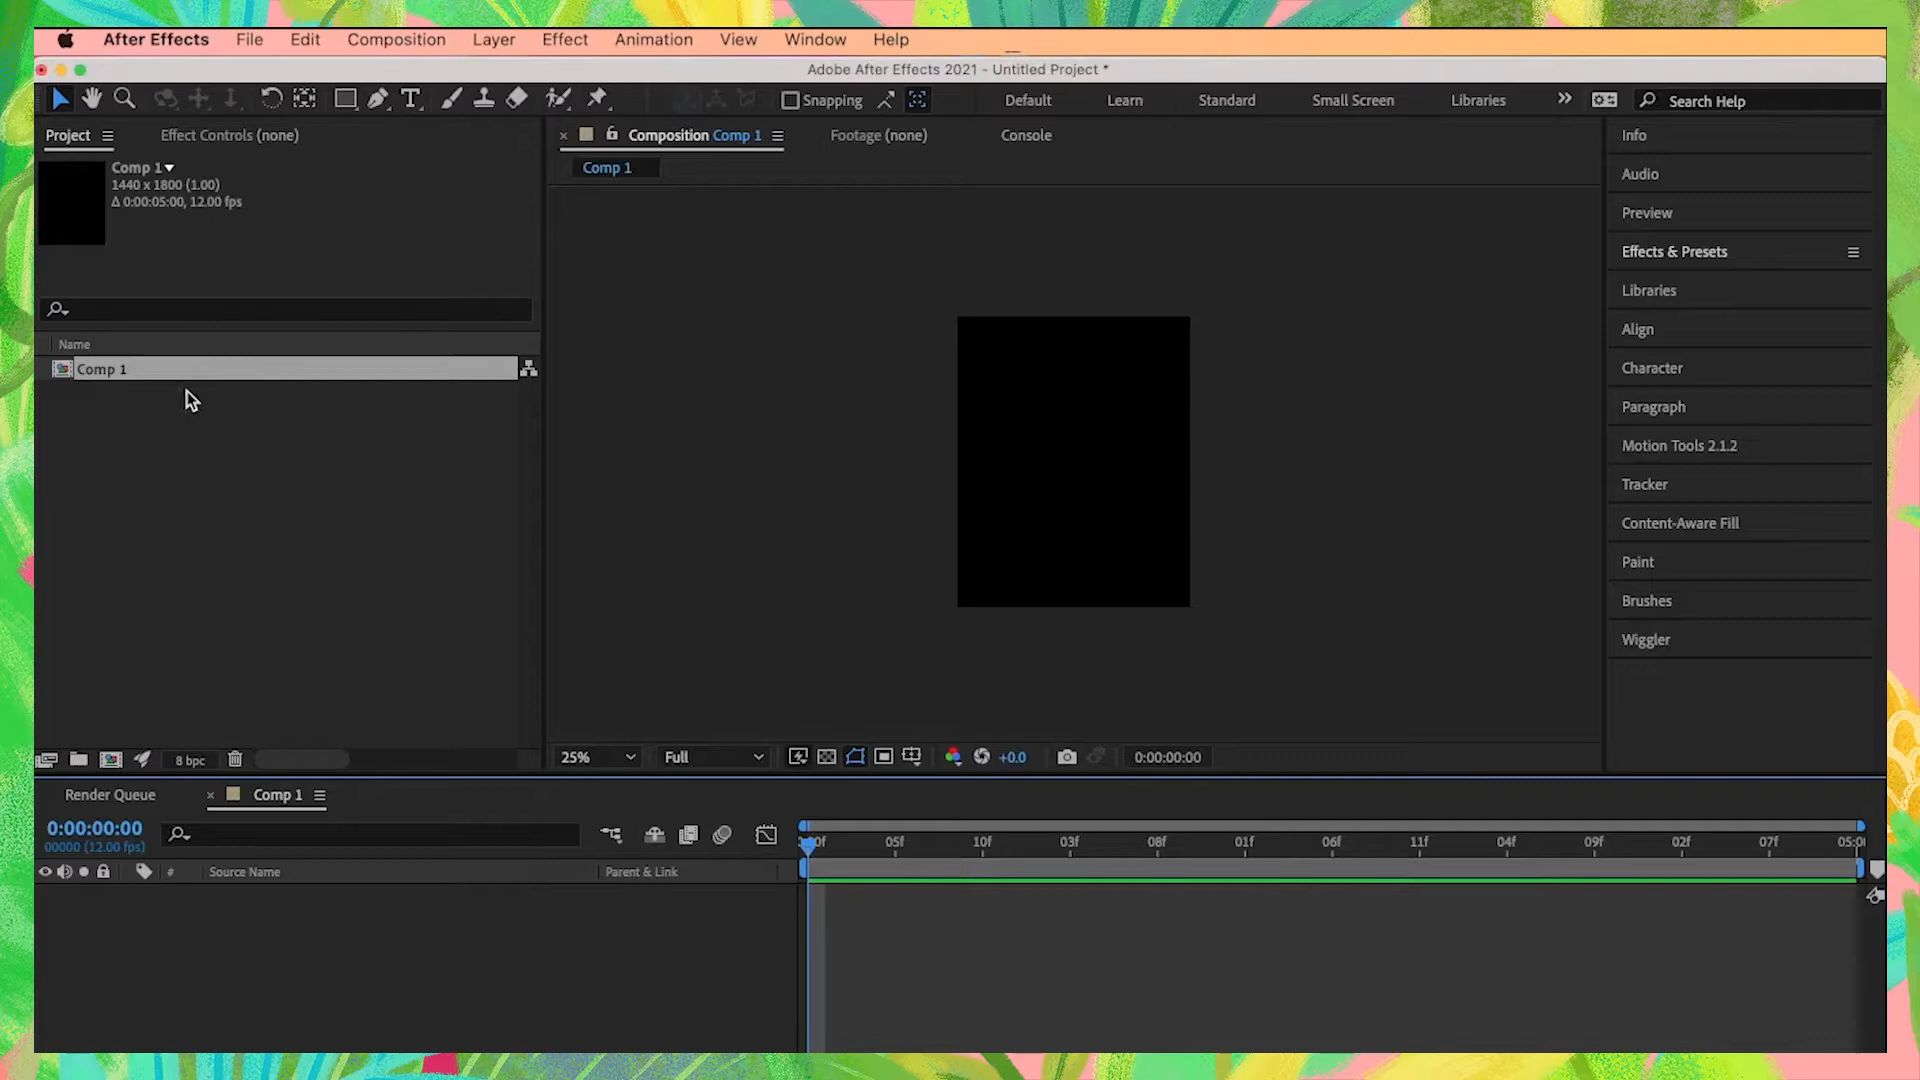 After Effects File Edit Composition Layer Effect Animation View Window Help
Adobe After Effects 2021 - Untitled Project *
Snapping Default Learn Standard Small Screen Libraries Search Help
Project Effect Controls (none)
Composition Comp 1 Footage (none) Console
Comp 1
1440 x 1800 (1.00)
Δ 0:00:05:00, 12.00 fps
Comp 1
Name
Comp 1
Info
Audio
Preview
Effects & Presets
Libraries
Align
Character
Paragraph
Motion Tools 2.1.2
Tracker
Content-Aware Fill
Paint
Brushes
Wiggler
8 bpc
25% Full +0.0 0:00:00:00
Render Queue Comp 1
0:00:00:00
00000 (12.00 fps)
05f 10f 03f 08f 01f 06f 11f 04f 09f 02f 07f
# Source Name Parent & Link